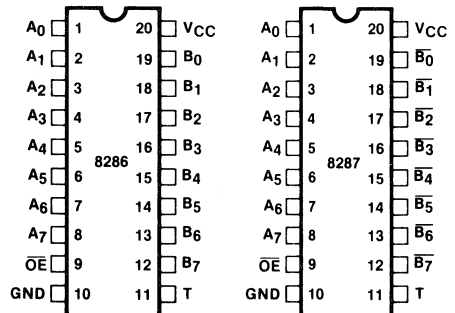 A₀ 1 20 VCC
A₁ 2 19 B₀
A₂ 3 18 B₁
A₃ 4 17 B₂
A₄ 5 16 B₃
8286
A₅ 6 15 B₄
A₆ 7 14 B₅
A₇ 8 13 B₆
O̅E̅ 9 12 B₇
GND 10 11 T
A₀ 1 20 VCC
A₁ 2 19 B̅₀
A₂ 3 18 B̅₁
A₃ 4 17 B̅₂
A₄ 5 16 B̅₃
8287
A₅ 6 15 B̅₄
A₆ 7 14 B̅₅
A₇ 8 13 B̅₆
O̅E̅ 9 12 B̅₇
GND 10 11 T